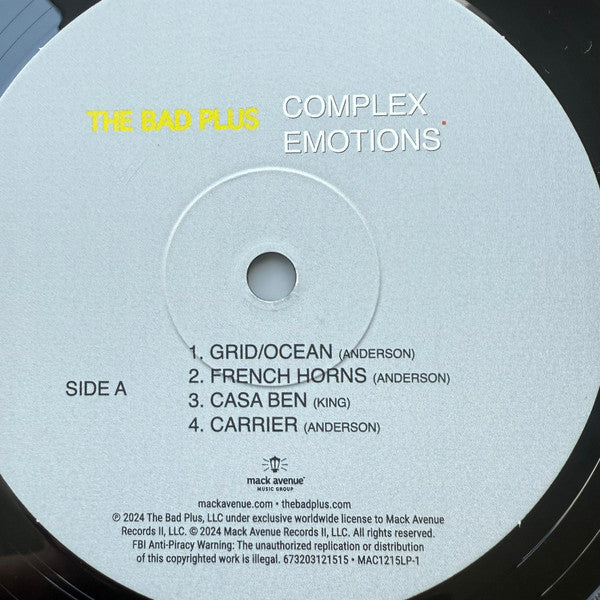 THE BAD PLUS
COMPLEX
EMOTIONS
1. GRID/OCEAN (ANDERSON)
2. FRENCH HORNS (ANDERSON)
SIDE A
3. CASA BEN (KING)
4. CARRIER (ANDERSON)
mack avenue®
MUSIC GROUP
mackavenue.com • thebadplus.com
℗ 2024 The Bad Plus, LLC under exclusive worldwide license to Mack Avenue
Records II, LLC. © 2024 Mack Avenue Records II, LLC. All rights reserved.
FBI Anti-Piracy Warning: The unauthorized replication or distribution
of this copyrighted work is illegal. 673203121515 • MAC1215LP-1